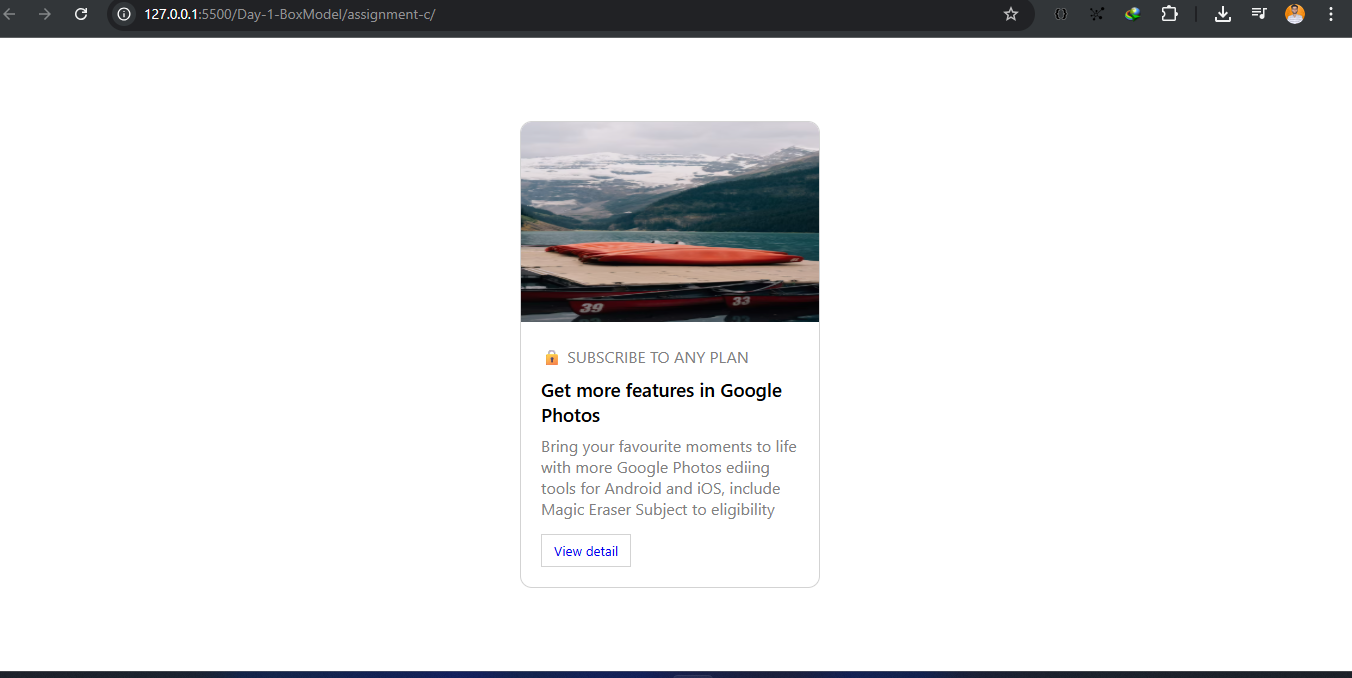 127.0.0.1:5500/Day-1-BoxModel/assignment-c/
39
33
SUBSCRIBE TO ANY PLAN
Get more features in Google
Photos
Bring your favourite moments to life
with more Google Photos ediing
tools for Android and iOS, include
Magic Eraser Subject to eligibility
View detail